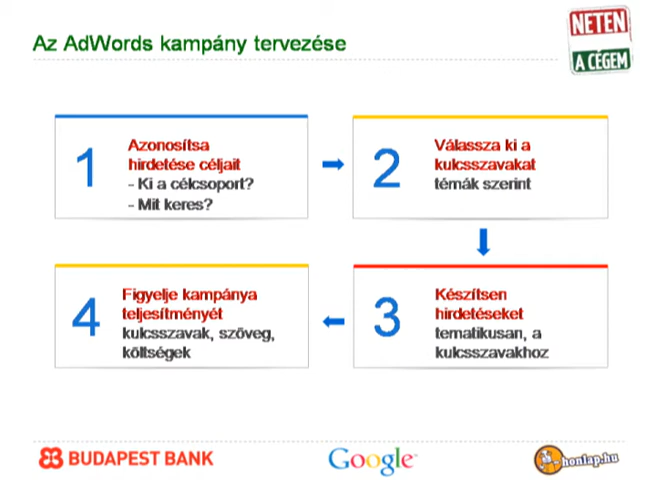 Az AdWords kampány tervezése
NETEN
A CÉGEM
1
Azonosítsa
hirdetése céljait
- Ki a célcsoport?
- Mit keres?
2
Válassza ki a
kulcsszavakat
témák szerint
3
Készítsen
hirdetéseket
tematikusan, a
kulcsszavakhoz
4
Figyelje kampánya
teljesítményét
kulcsszavak, szöveg,
költségek
BUDAPEST BANK
Google
honlap.hu